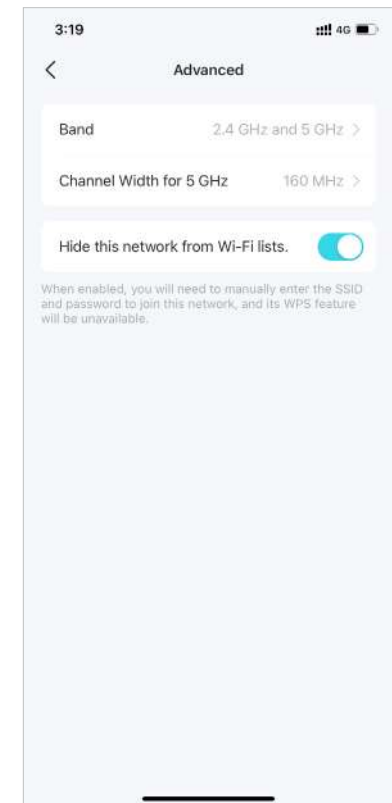 3:19
4G
Advanced
Band 2.4 GHz and 5 GHz
Channel Width for 5 GHz 160 MHz
Hide this network from Wi-Fi lists.
When enabled, you will need to manually enter the SSID
and password to join this network, and its WPS feature
will be unavailable.